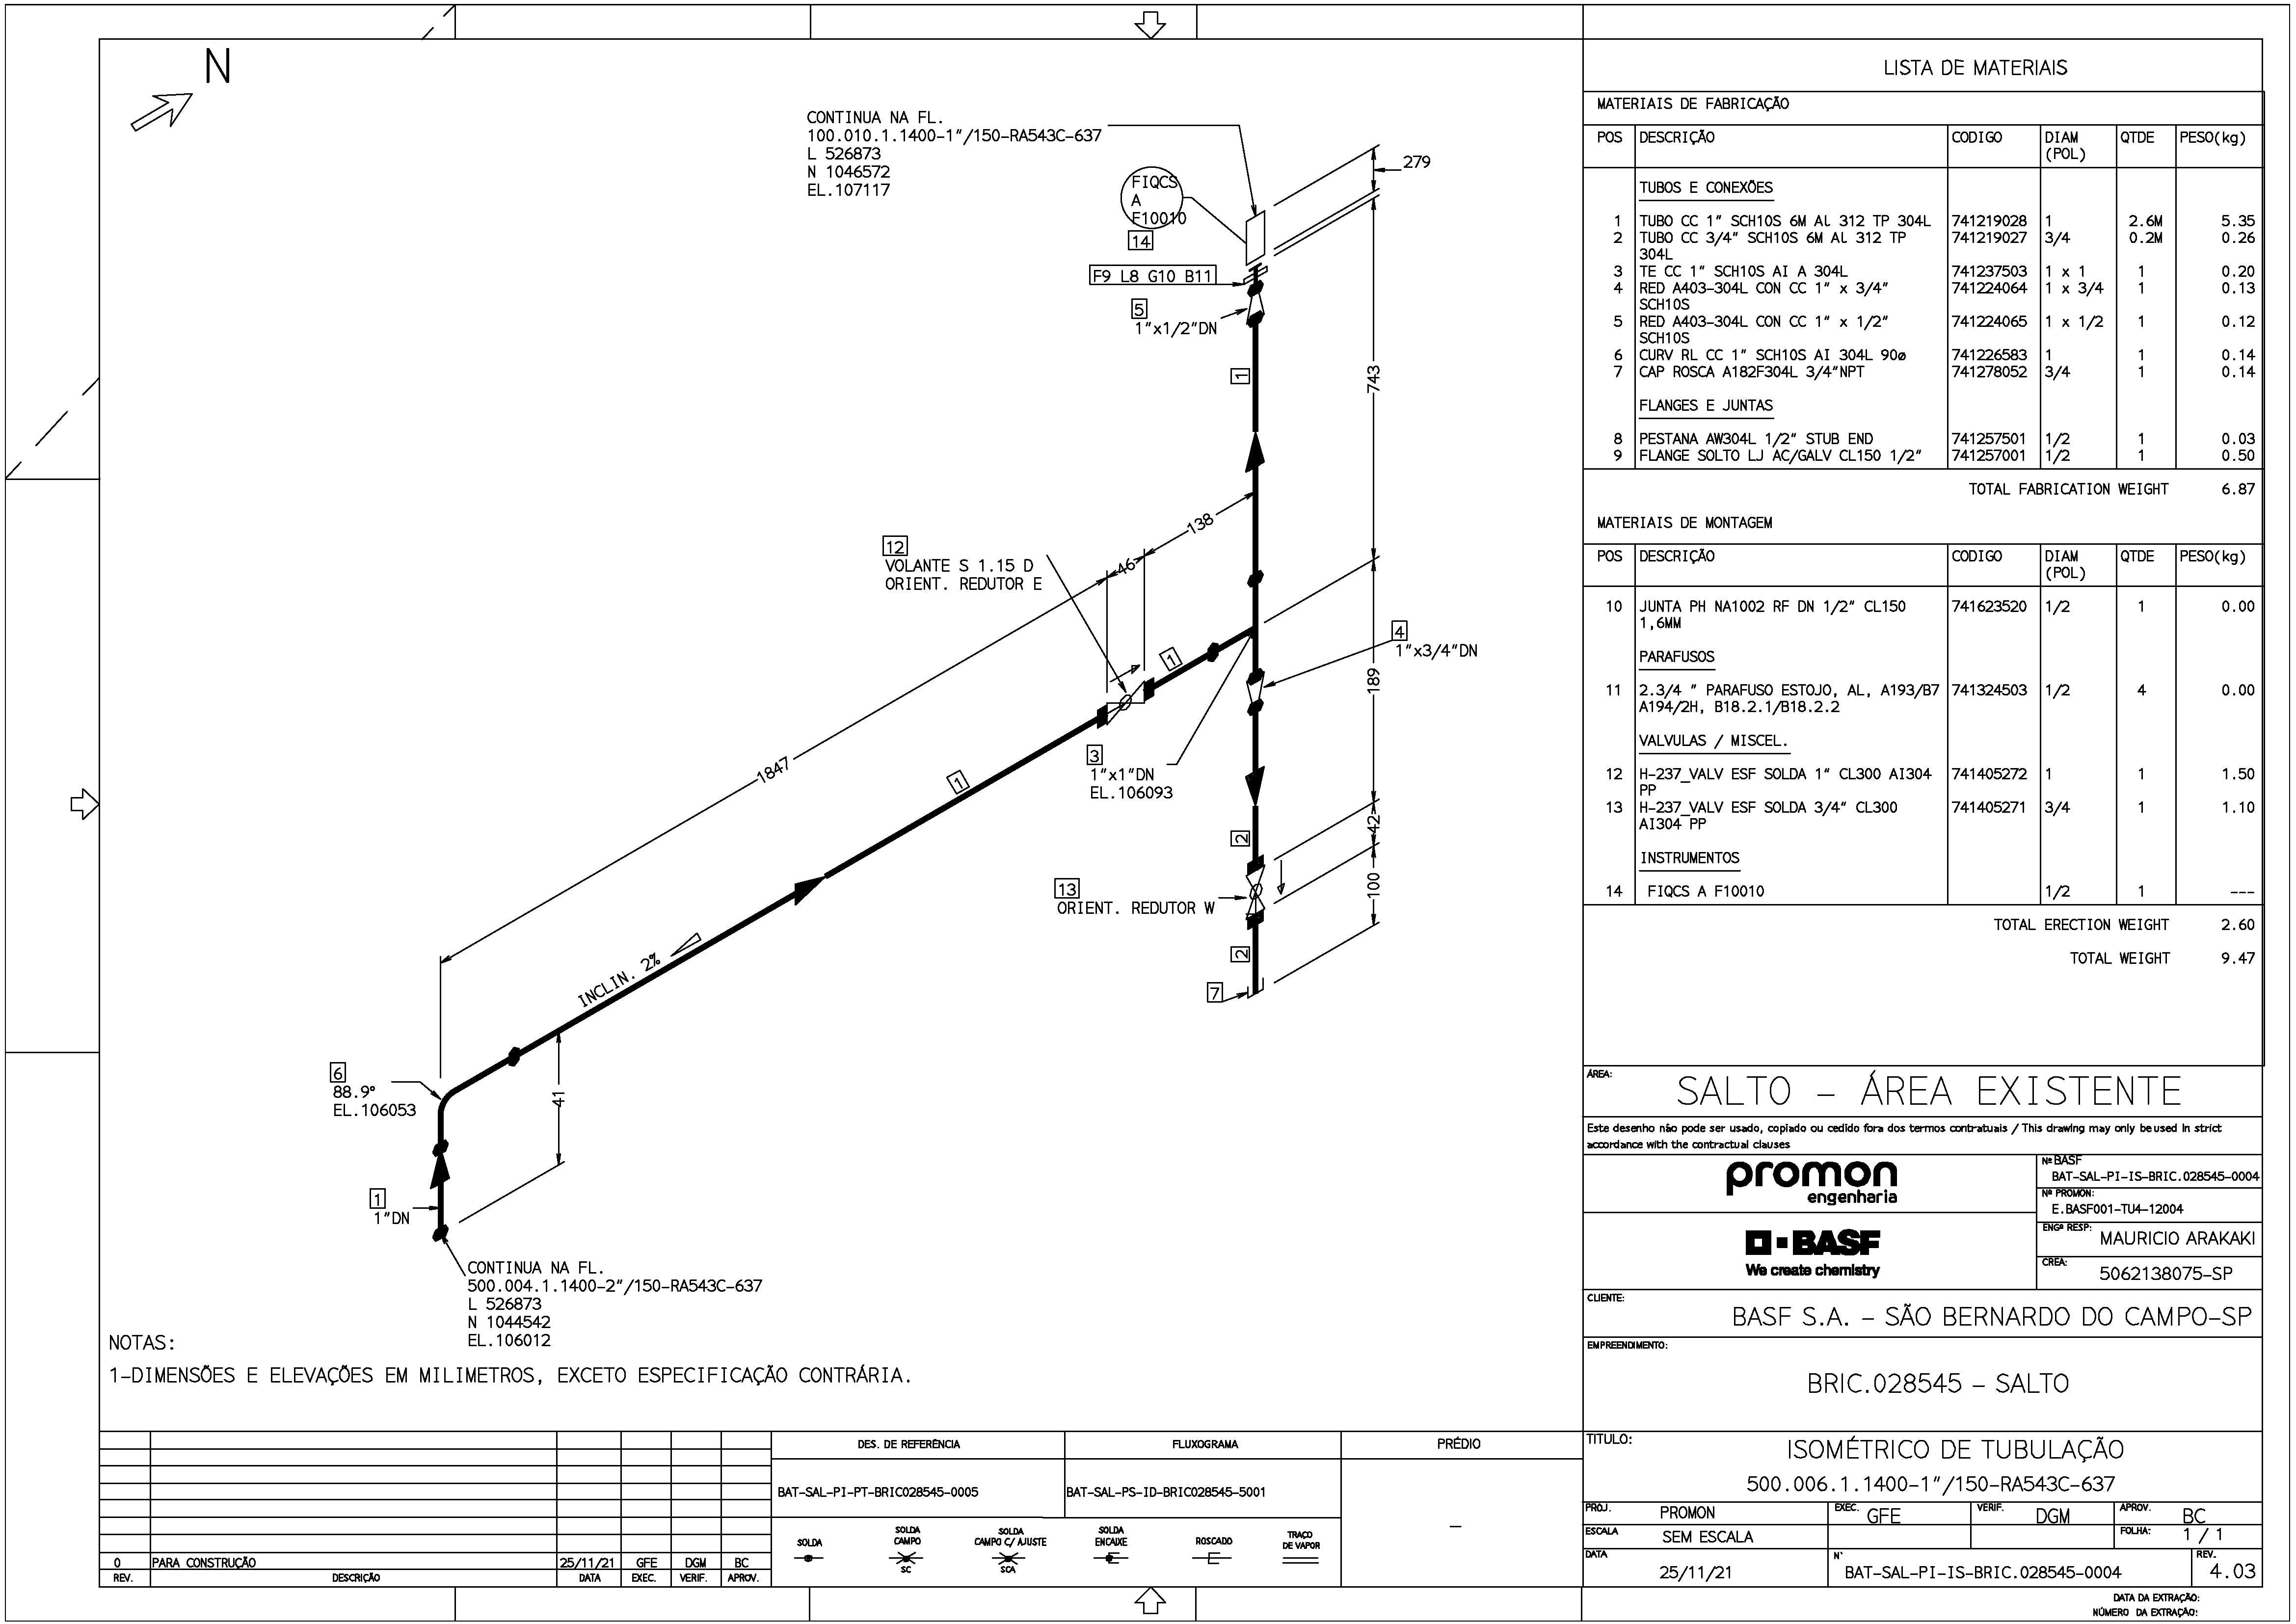 N
CONTINUA NA FL.
100.010.1.1400-1"/150-RA543C-637
L 526873
N 1046572
EL.107117
FIQCS
A
F10010
14
F9 L8 G10 B11
5
1"x1/2"DN
279
1
743
138
46
12
VOLANTE S 1.15 D
ORIENT. REDUTOR E
4
1"x3/4"DN
189
1
3
1"x1"DN
EL.106093
1847
1
42
2
13
ORIENT. REDUTOR W
100
2
7
INCLIN. 2%
6
88.9°
EL.106053
41
1
1"DN
CONTINUA NA FL.
500.004.1.1400-2"/150-RA543C-637
L 526873
N 1044542
EL.106012
NOTAS:
1-DIMENSÕES E ELEVAÇÕES EM MILIMETROS, EXCETO ESPECIFICAÇÃO CONTRÁRIA.
LISTA DE MATERIAIS
MATERIAIS DE FABRICAÇÃO
POS DESCRIÇÃO CODIGO DIAM (POL) QTDE PESO(kg)
TUBOS E CONEXÕES
1 TUBO CC 1" SCH10S 6M AL 312 TP 304L 741219028 1 2.6M 5.35
2 TUBO CC 3/4" SCH10S 6M AL 312 TP 741219027 3/4 0.2M 0.26
304L
3 TE CC 1" SCH10S AI A 304L 741237503 1 x 1 1 0.20
4 RED A403-304L CON CC 1" x 3/4" 741224064 1 x 3/4 1 0.13
SCH10S
5 RED A403-304L CON CC 1" x 1/2" 741224065 1 x 1/2 1 0.12
SCH10S
6 CURV RL CC 1" SCH10S AI 304L 90ø 741226583 1 1 0.14
7 CAP ROSCA A182F304L 3/4"NPT 741278052 3/4 1 0.14
FLANGES E JUNTAS
8 PESTANA AW304L 1/2" STUB END 741257501 1/2 1 0.03
9 FLANGE SOLTO LJ AC/GALV CL150 1/2" 741257001 1/2 1 0.50
TOTAL FABRICATION WEIGHT 6.87
MATERIAIS DE MONTAGEM
POS DESCRIÇÃO CODIGO DIAM (POL) QTDE PESO(kg)
10 JUNTA PH NA1002 RF DN 1/2" CL150 741623520 1/2 1 0.00
1,6MM
PARAFUSOS
11 2.3/4 " PARAFUSO ESTOJO, AL, A193/B7 741324503 1/2 4 0.00
A194/2H, B18.2.1/B18.2.2
VALVULAS / MISCEL.
12 H-237_VALV ESF SOLDA 1" CL300 AI304 741405272 1 1 1.50
PP
13 H-237_VALV ESF SOLDA 3/4" CL300 741405271 3/4 1 1.10
AI304 PP
INSTRUMENTOS
14 FIQCS A F10010 1/2 1 ---
TOTAL ERECTION WEIGHT 2.60
TOTAL WEIGHT 9.47
ÁREA:
SALTO - ÁREA EXISTENTE
Este desenho não pode ser usado, copiado ou cedido fora dos termos contratuais / This drawing may only be used in strict
accordance with the contractual clauses
promon
engenharia
Nº BASF
BAT-SAL-PI-IS-BRIC.028545-0004
Nº PROMON:
E.BASF001-TU4-12004
BASF
We create chemistry
ENGº RESP:
MAURICIO ARAKAKI
CREA:
5062138075-SP
CLIENTE:
BASF S.A. - SÃO BERNARDO DO CAMPO-SP
EMPREENDIMENTO:
BRIC.028545 - SALTO
TITULO:
ISOMÉTRICO DE TUBULAÇÃO
500.006.1.1400-1"/150-RA543C-637
PROJ. PROMON EXEC. GFE VERIF. DGM APROV. BC
ESCALA SEM ESCALA FOLHA: 1 / 1
DATA 25/11/21 N° BAT-SAL-PI-IS-BRIC.028545-0004 REV. 4.03
DATA DA EXTRAÇÃO:
NÚMERO DA EXTRAÇÃO:
DES. DE REFERÊNCIA FLUXOGRAMA PRÉDIO
BAT-SAL-PI-PT-BRIC028545-0005 BAT-SAL-PS-ID-BRIC028545-5001 -
SOLDA
SOLDA CAMPO SC
SOLDA CAMPO C/ AJUSTE SCA
SOLDA ENCAIXE
ROSCADO
TRAÇO DE VAPOR
0 PARA CONSTRUÇÃO 25/11/21 GFE DGM BC
REV. DESCRIÇÃO DATA EXEC. VERIF. APROV.